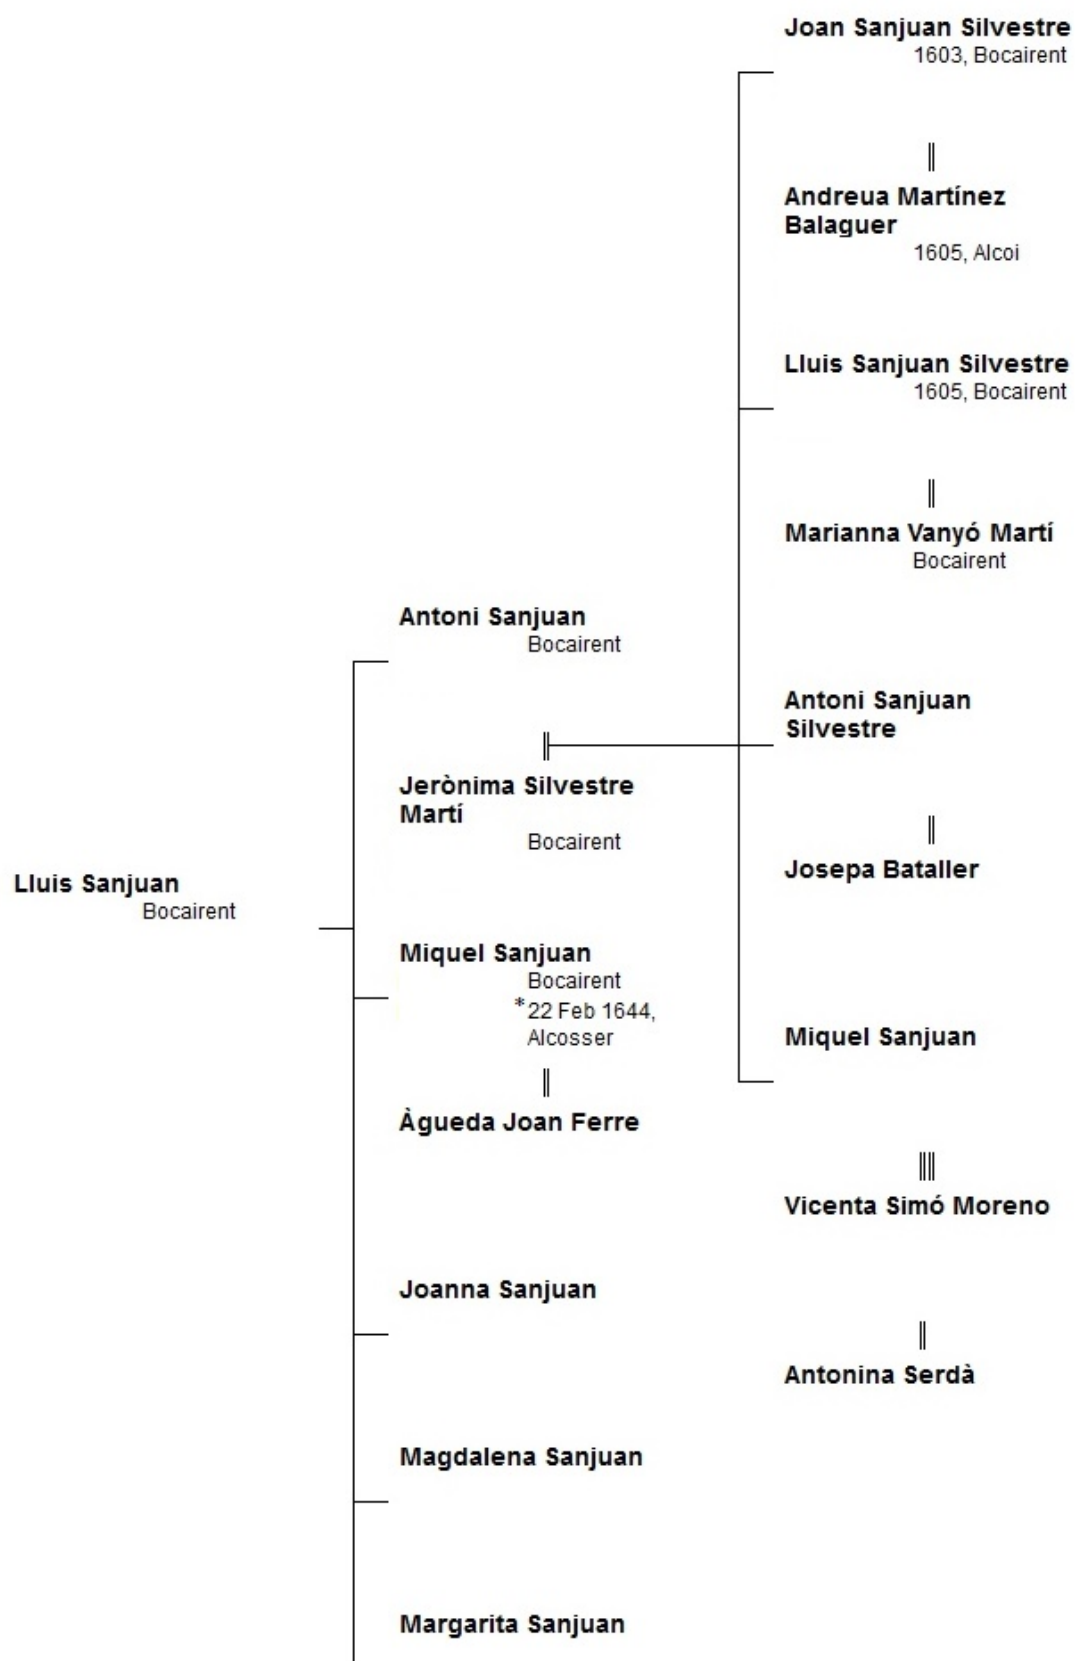 Joan Sanjuan Silvestre
1603, Bocairent
Andreua Martínez
Balaguer
1605, Alcoi
Lluis Sanjuan Silvestre
1605, Bocairent
Marianna Vanyó Martí
Bocairent
Antoni Sanjuan
Bocairent
Antoni Sanjuan
Silvestre
Jerònima Silvestre
Martí
Bocairent
Josepa Bataller
Lluis Sanjuan
Bocairent
Miquel Sanjuan
Bocairent
*22 Feb 1644,
Alcosser
Miquel Sanjuan
Àgueda Joan Ferre
Vicenta Simó Moreno
Joanna Sanjuan
Antonina Serdà
Magdalena Sanjuan
Margarita Sanjuan